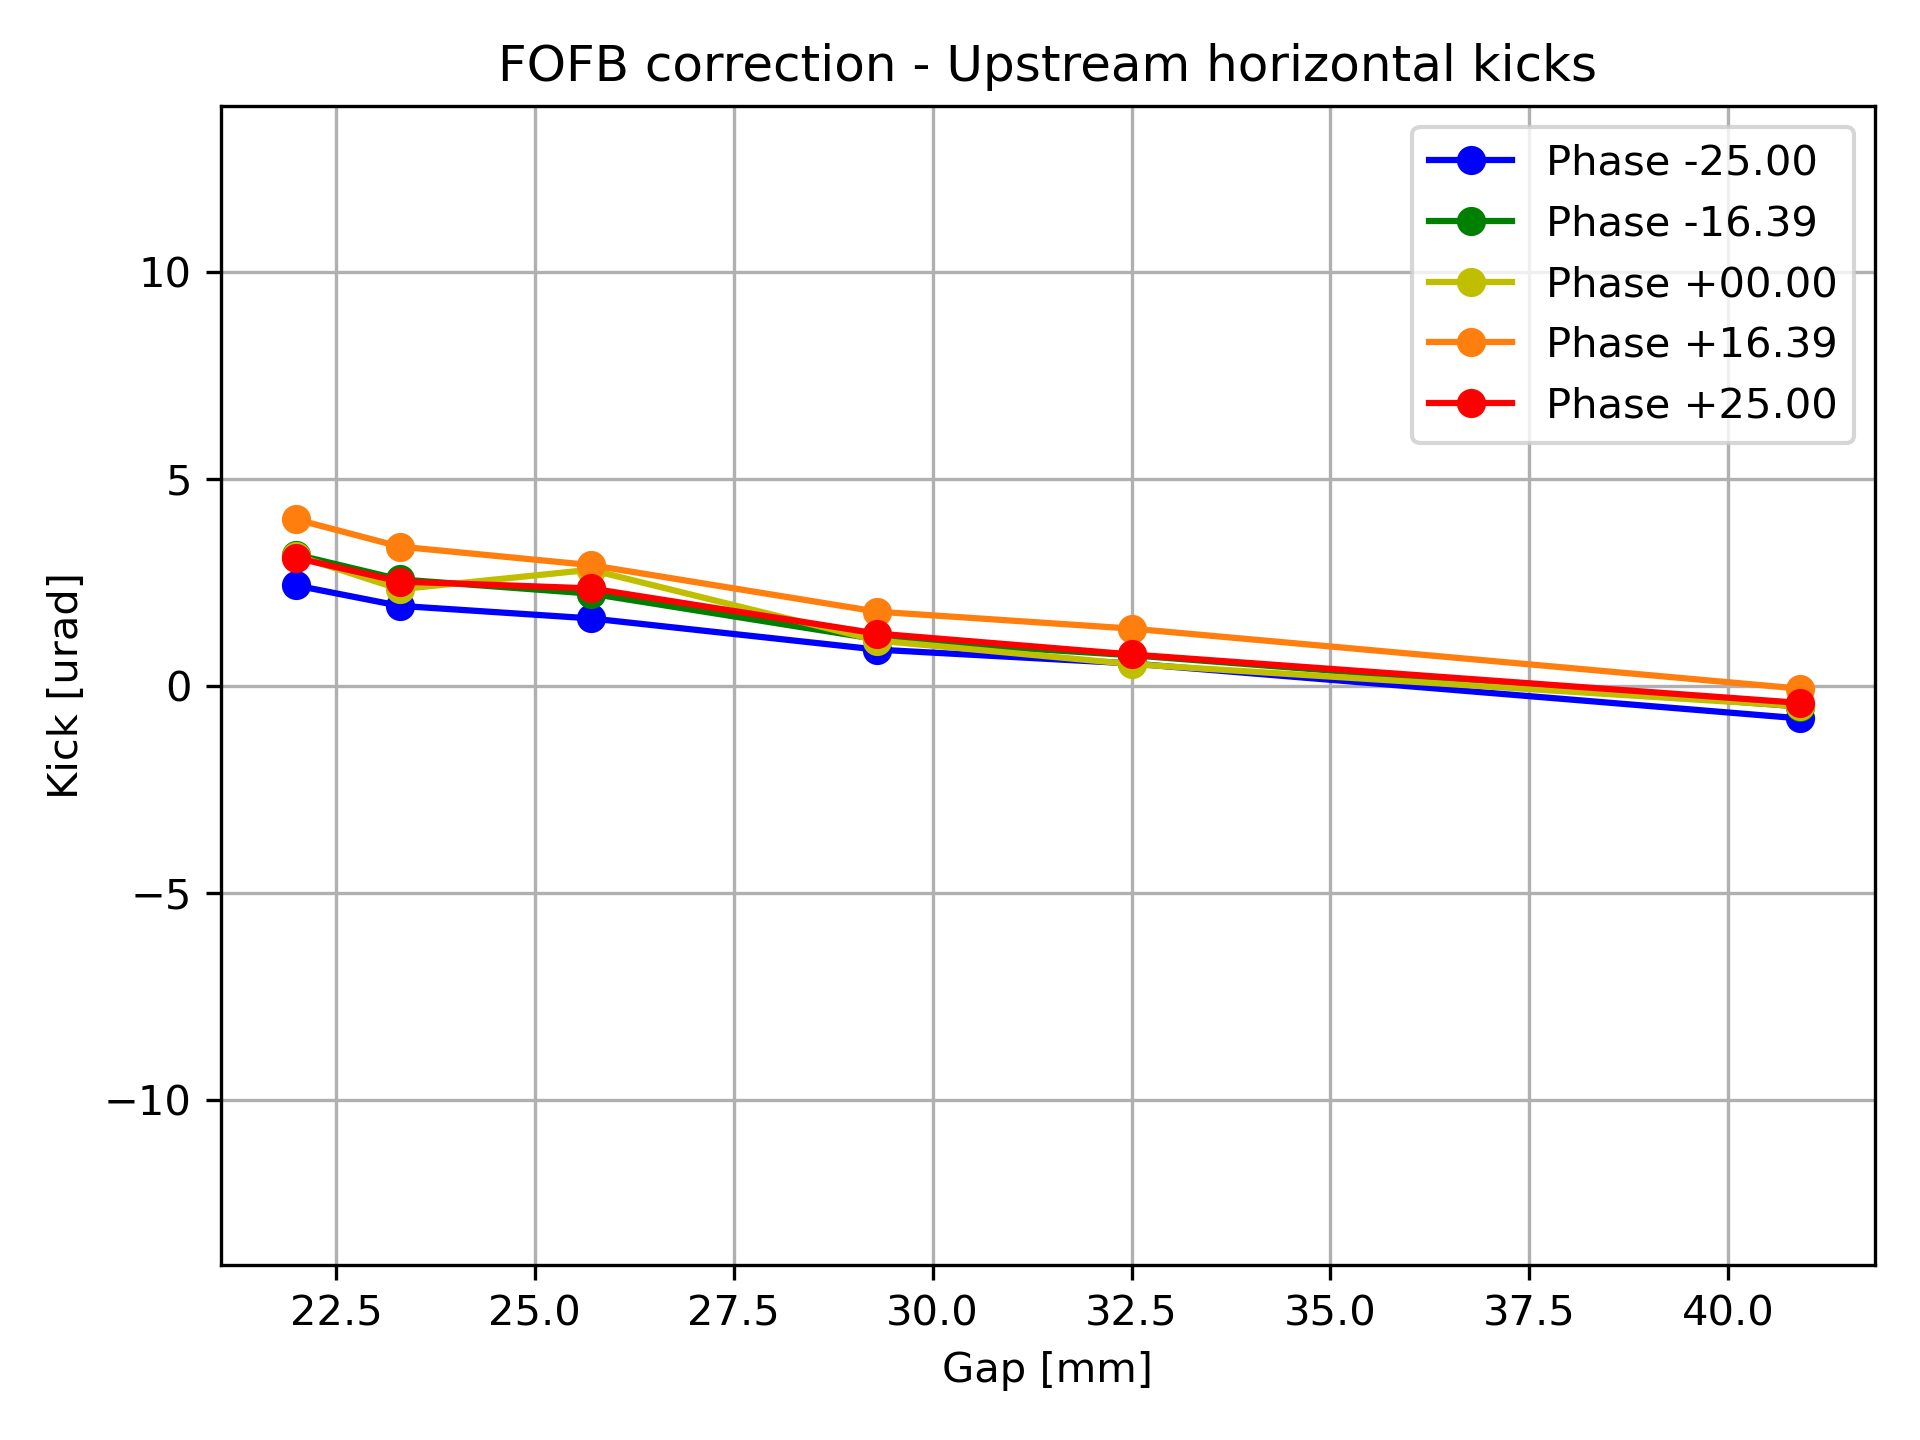 FOFB correction - Upstream horizontal kicks
Phase -25.00
Phase -16.39
Phase +00.00
Phase +16.39
Phase +25.00
10
5
0
−5
−10
Kick [urad]
22.5 25.0 27.5 30.0 32.5 35.0 37.5 40.0
Gap [mm]